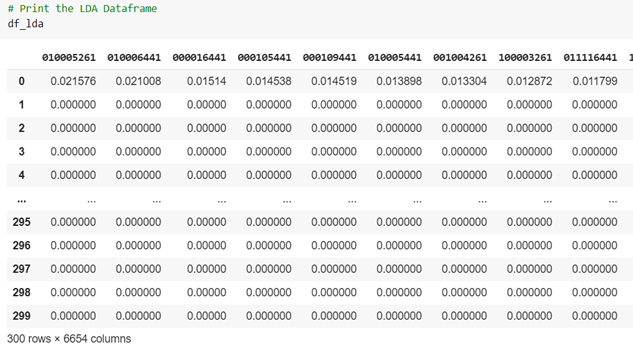 # Print the LDA Dataframe
df_lda
010005261 010006441 000016441 000105441 000109441 010005441 001004261 100003261 011116441 1
0 0.021576 0.021008 0.01514 0.014538 0.014519 0.013898 0.013304 0.012872 0.011799
1 0.000000 0.000000 0.00000 0.000000 0.000000 0.000000 0.000000 0.000000 0.000000
2 0.000000 0.000000 0.00000 0.000000 0.000000 0.000000 0.000000 0.000000 0.000000
3 0.000000 0.000000 0.00000 0.000000 0.000000 0.000000 0.000000 0.000000 0.000000
4 0.000000 0.000000 0.00000 0.000000 0.000000 0.000000 0.000000 0.000000 0.000000
... ... ... ... ... ... ... ... ... ...
295 0.000000 0.000000 0.00000 0.000000 0.000000 0.000000 0.000000 0.000000 0.000000
296 0.000000 0.000000 0.00000 0.000000 0.000000 0.000000 0.000000 0.000000 0.000000
297 0.000000 0.000000 0.00000 0.000000 0.000000 0.000000 0.000000 0.000000 0.000000
298 0.000000 0.000000 0.00000 0.000000 0.000000 0.000000 0.000000 0.000000 0.000000
299 0.000000 0.000000 0.00000 0.000000 0.000000 0.000000 0.000000 0.000000 0.000000
300 rows × 6654 columns